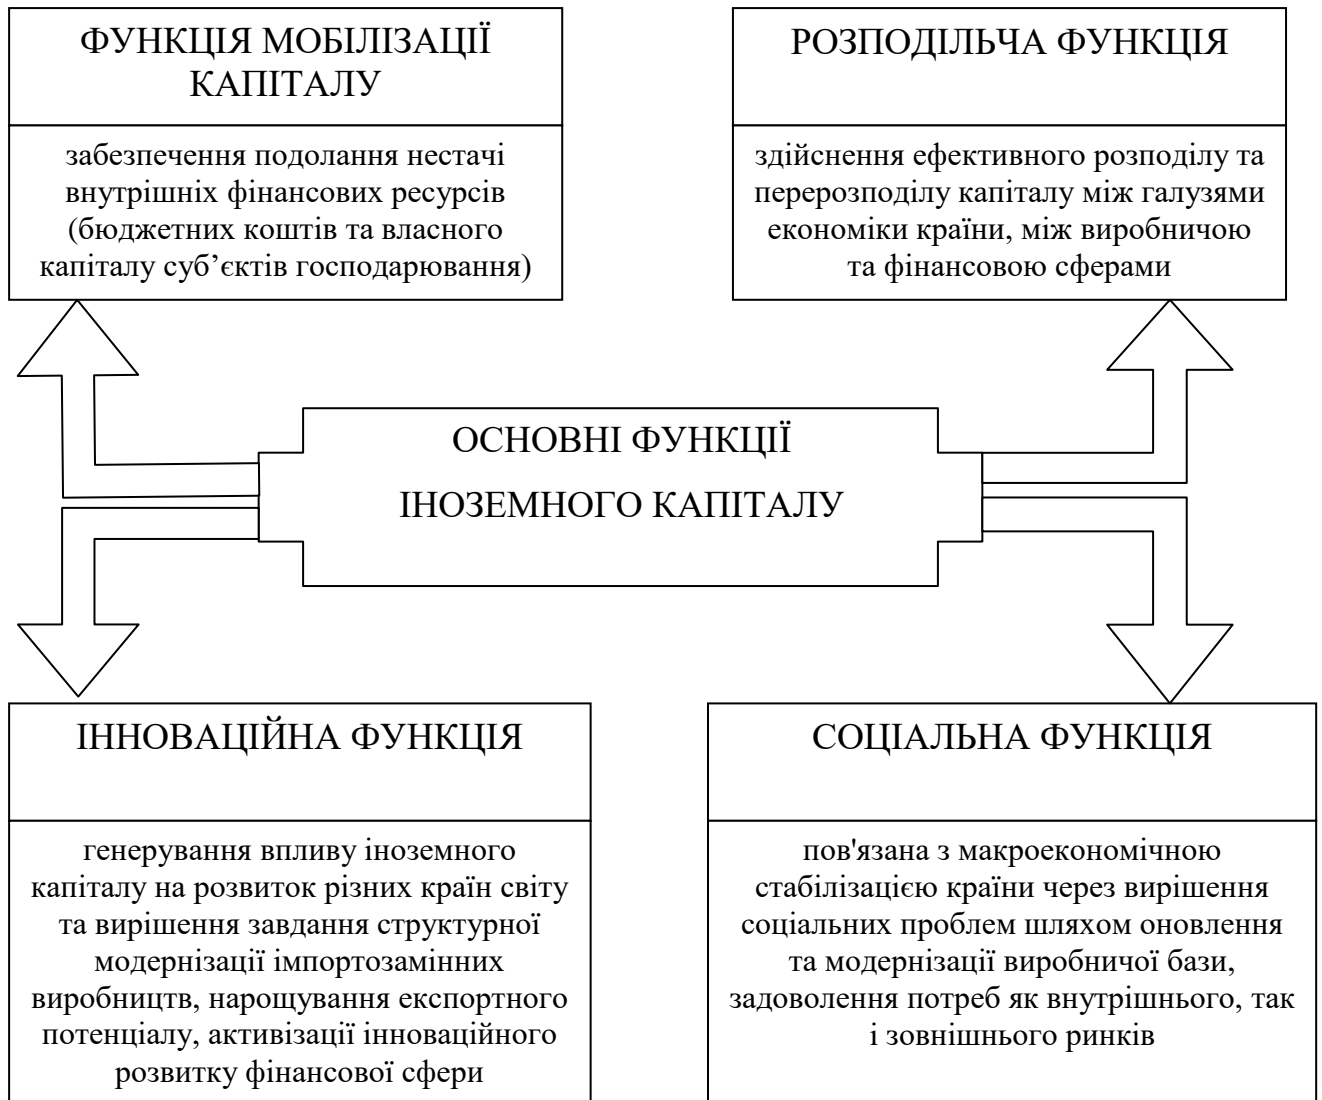 ФУНКЦІЯ МОБІЛІЗАЦІЇ
КАПІТАЛУ
забезпечення подолання нестачі
внутрішніх фінансових ресурсів
(бюджетних коштів та власного
капіталу суб’єктів господарювання)
РОЗПОДІЛЬЧА ФУНКЦІЯ
здійснення ефективного розподілу та
перерозподілу капіталу між галузями
економіки країни, між виробничою
та фінансовою сферами
ОСНОВНІ ФУНКЦІЇ
ІНОЗЕМНОГО КАПІТАЛУ
ІННОВАЦІЙНА ФУНКЦІЯ
генерування впливу іноземного
капіталу на розвиток різних країн світу
та вирішення завдання структурної
модернізації імпортозамінних
виробництв, нарощування експортного
потенціалу, активізації інноваційного
розвитку фінансової сфери
СОЦІАЛЬНА ФУНКЦІЯ
пов'язана з макроекономічною
стабілізацією країни через вирішення
соціальних проблем шляхом оновлення
та модернізації виробничої бази,
задоволення потреб як внутрішнього, так
і зовнішнього ринків